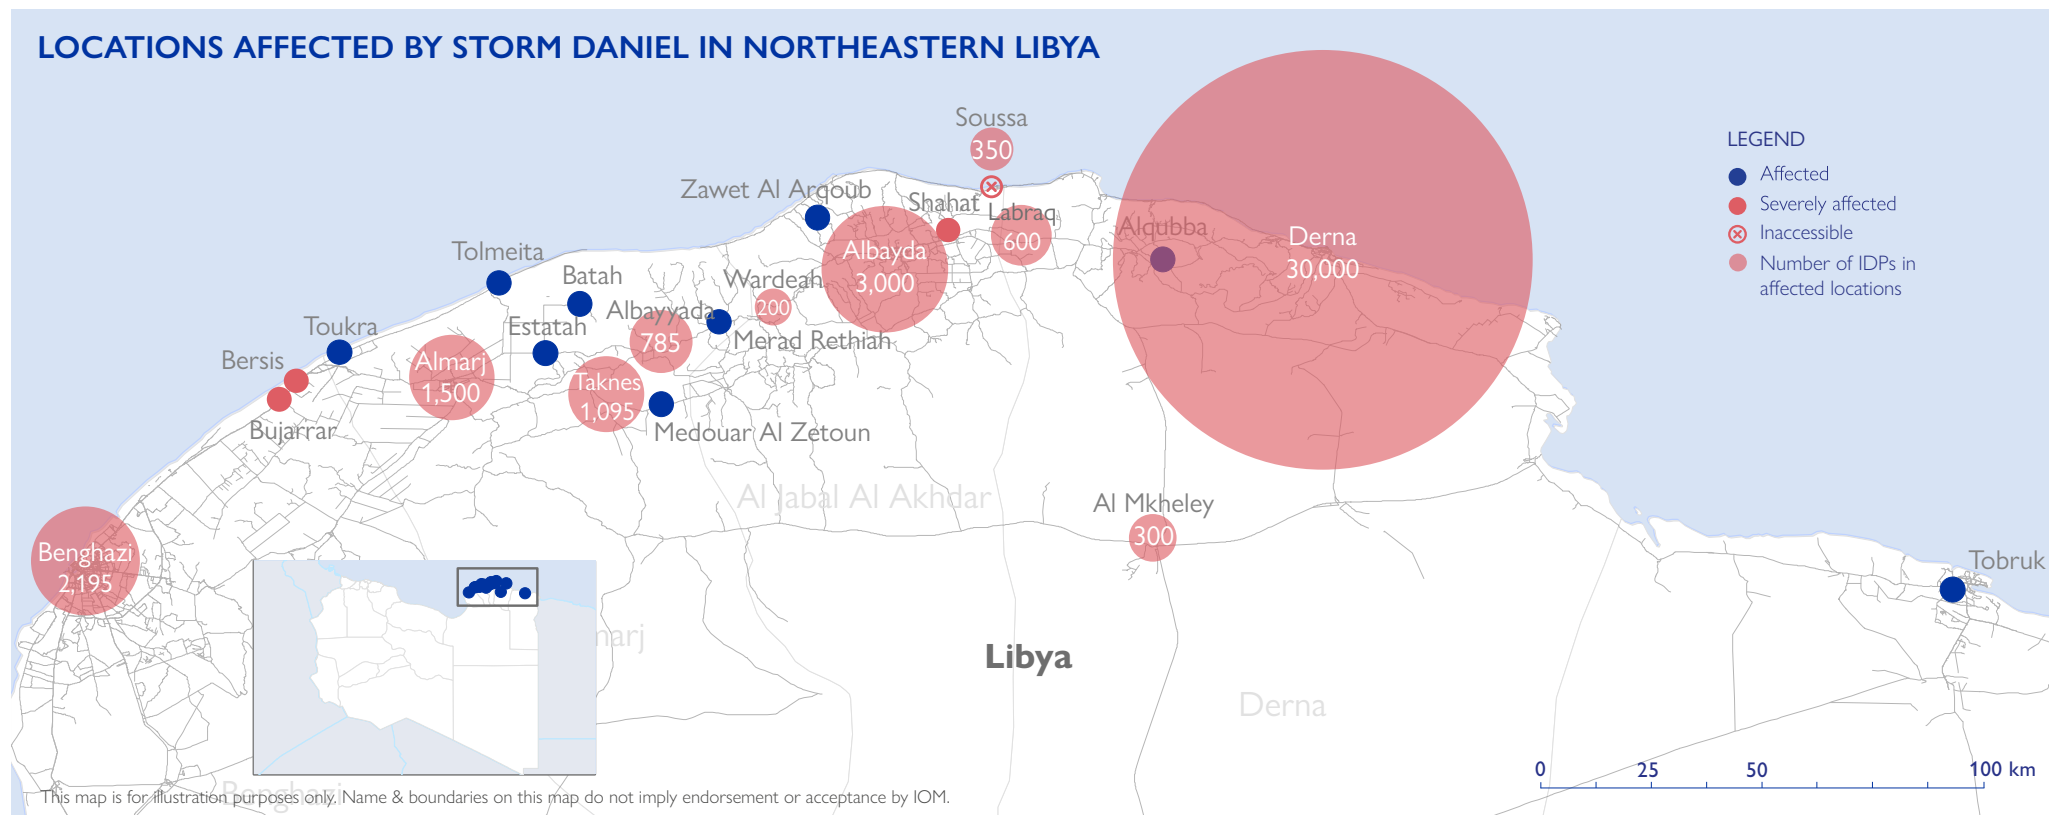 LOCATIONS AFFECTED BY STORM DANIEL IN NORTHEASTERN LIBYA
Soussa
350
LEGEND
Affected
Severely affected
Inaccessible
Number of IDPs in
affected locations
Zawet Al Arqoub
Shahat
Labraq
600
Alqubba
Derna
30,000
Tolmeita
Albayda
3,000
Batah
Wardeah
200
Albayyada
785
Toukra
Estatah
Merad Rethiah
Bersis
Almarj
1,500
Taknes
1,095
Bujarrar
Medouar Al Zetoun
Al Jabal Al Akhdar
Al Mkheley
300
Benghazi
2,195
Tobruk
marj
Libya
Derna
0 25 50 100 km
Benghazi
This map is for illustration purposes only. Name & boundaries on this map do not imply endorsement or acceptance by IOM.